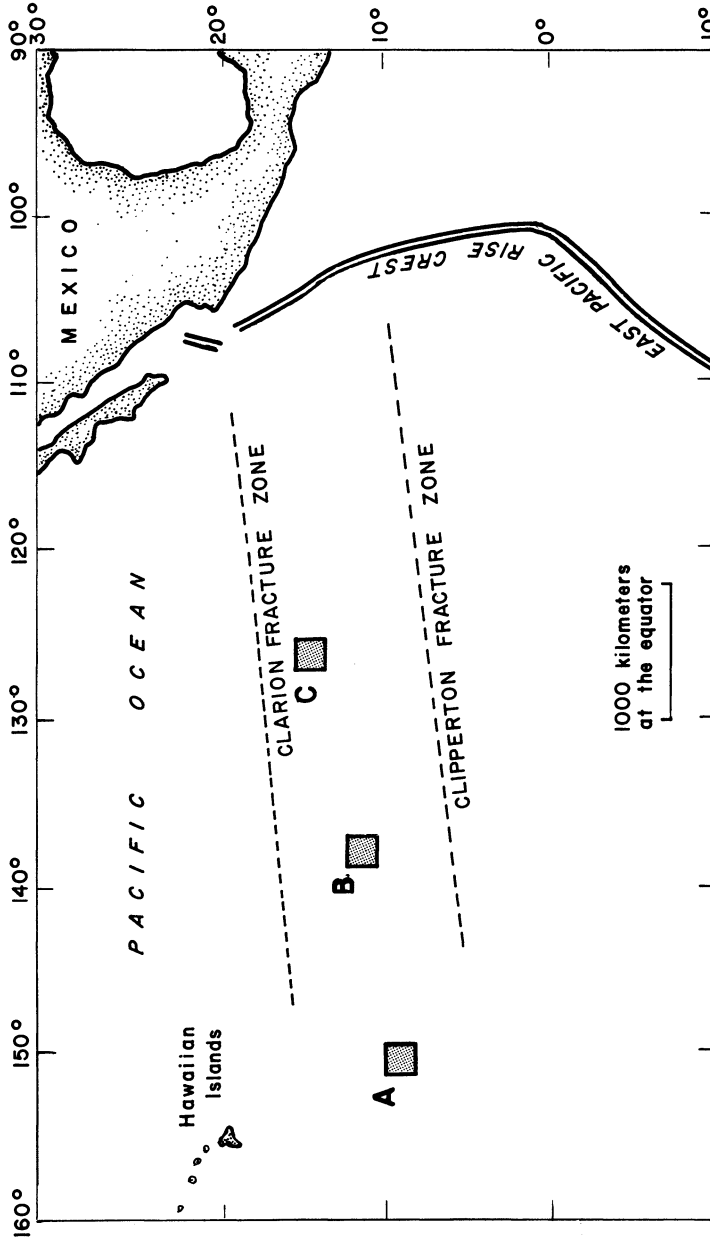 160°
150°
140°
130°
120°
110°
100°
90°
30°
20°
10°
0°
10°
MEXICO
PACIFIC OCEAN
Hawaiian
Islands
CLARION FRACTURE ZONE
CLIPPERTON FRACTURE ZONE
EAST PACIFIC RISE CREST
A
B
C
1000 kilometers
at the equator